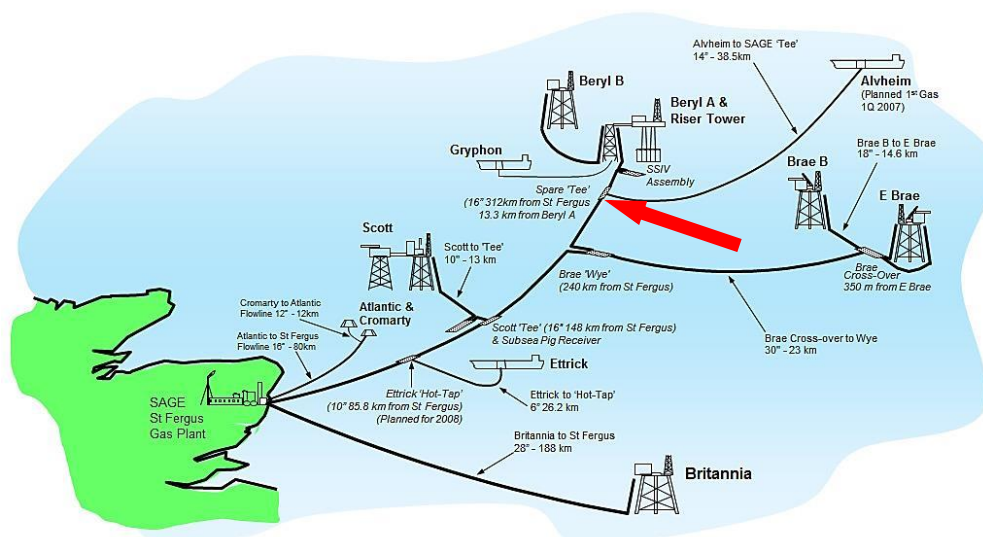 Alvheim to SAGE 'Tee'
14" - 38.5km
Alvheim
(Planned 1st Gas
1Q 2007)
Beryl B
Beryl A &
Riser Tower
Gryphon
SSIV
Assembly
Spare 'Tee'
(16" 312km from St Fergus
13.3 km from Beryl A
Brae B to E Brae
18" - 14.6 km
Brae B
E Brae
Brae
Cross-Over
350 m from E Brae
Scott
Scott to 'Tee'
10" - 13 km
Brae 'Wye'
(240 km from St Fergus)
Cromarty to Atlantic
Flowline 12" - 12km
Atlantic &
Cromarty
Atlantic to St Fergus
Flowline 16" - 80km
Scott 'Tee' (16" 148 km from St Fergus)
& Subsea Pig Receiver
Brae Cross-over to Wye
30" - 23 km
Ettrick
Ettrick 'Hot-Tap'
(10" 85.8 km from St Fergus)
(Planned for 2008)
Ettrick to 'Hot-Tap'
6" 26.2 km
SAGE
St Fergus
Gas Plant
Britannia to St Fergus
28" - 188 km
Britannia